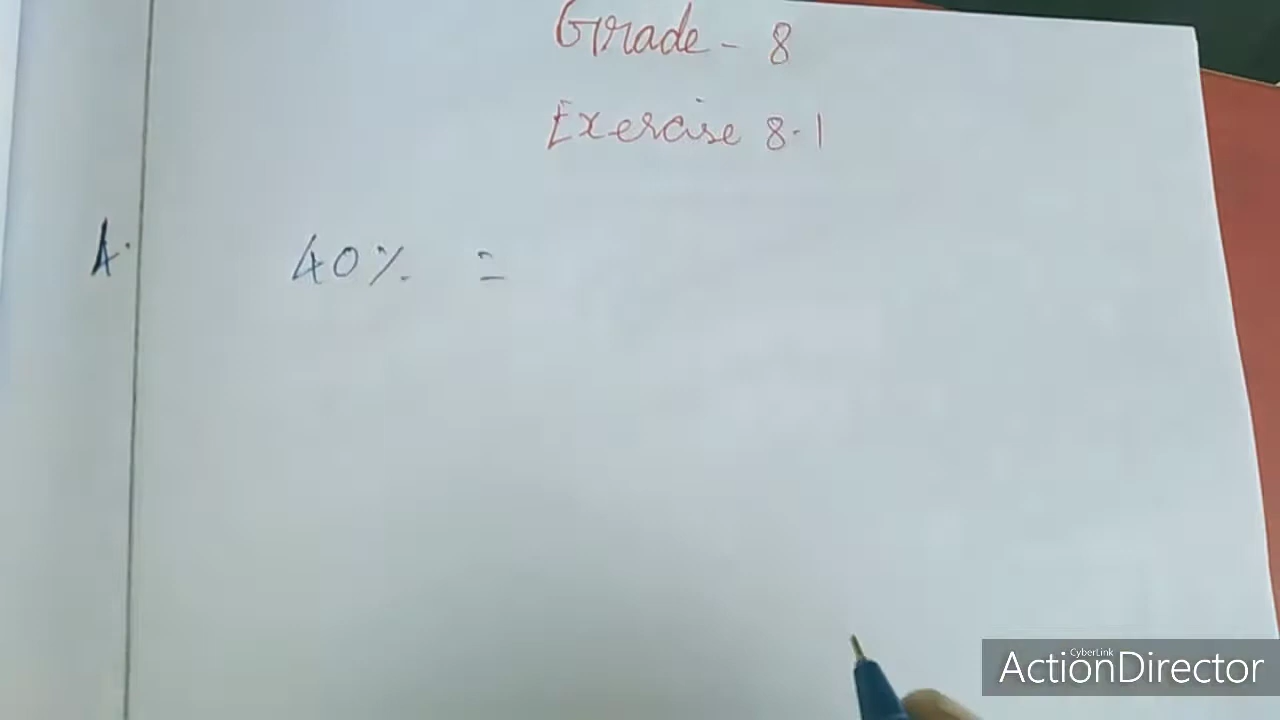 Grade - 8
Exercise 8.1
A. 40% =
CyberLink
ActionDirector